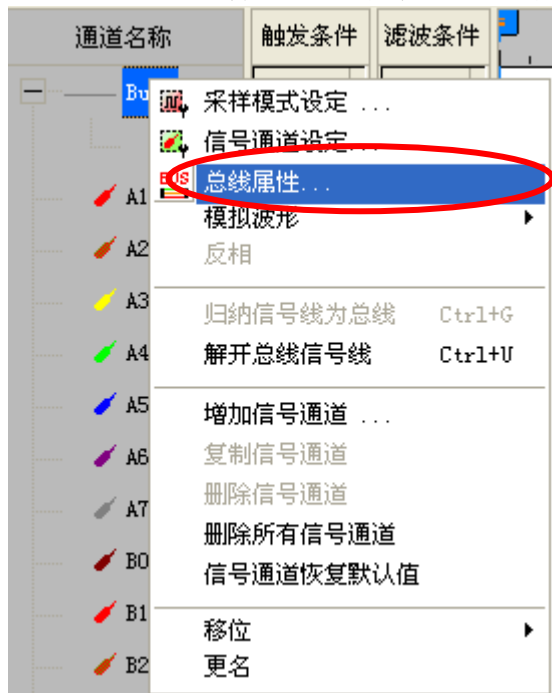 通道名称 触发条件 滤波条件
Bu
采样模式设定 ...
信号通道设定...
BUS 总线属性...
A1
模拟波形
A2
反相
A3
归纳信号线为总线 Ctrl+G
A4
解开总线信号线 Ctrl+U
A5
增加信号通道 ...
A6
复制信号通道
A7
删除信号通道
删除所有信号通道
B0
信号通道恢复默认值
B1
移位
B2
更名